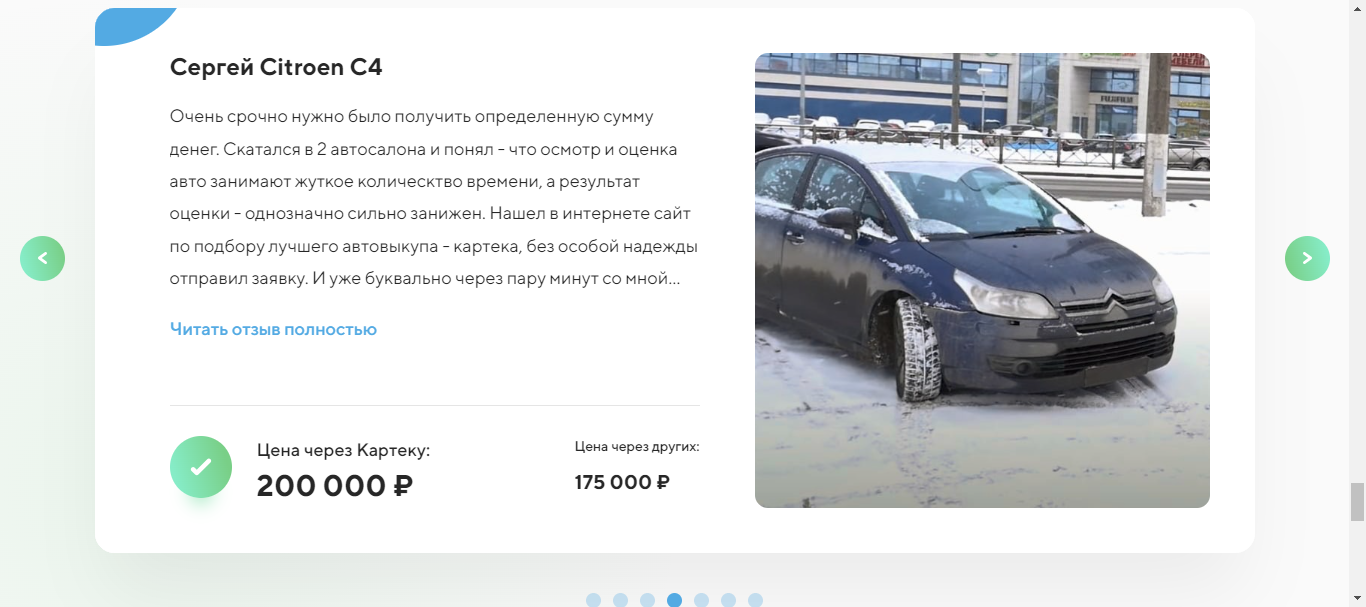 Сергей Citroen C4
Очень срочно нужно было получить определенную сумму
денег. Скатался в 2 автосалона и понял - что осмотр и оценка
авто занимают жуткое количество времени, а результат
оценки - однозначно сильно занижен. Нашел в интернете сайт
по подбору лучшего автовыкупа - картека, без особой надежды
отправил заявку. И уже буквально через пару минут со мной...
Читать отзыв полностью
Цена через Картеку:
200 000 ₽
Цена через других:
175 000 ₽
МЕБЕЛИ
FUJIFILM